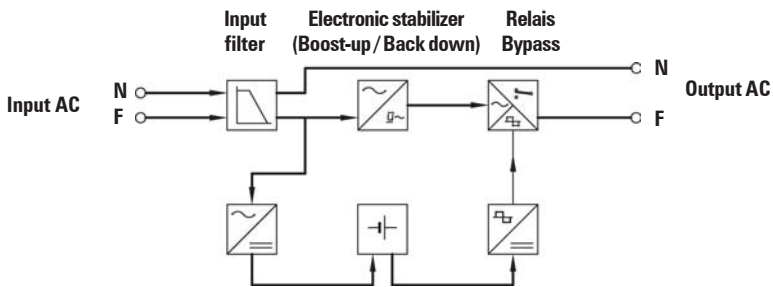 Input
filter
Electronic stabilizer
(Boost-up / Back down)
Relais
Bypass
Input AC
N
F
N
F
Output AC